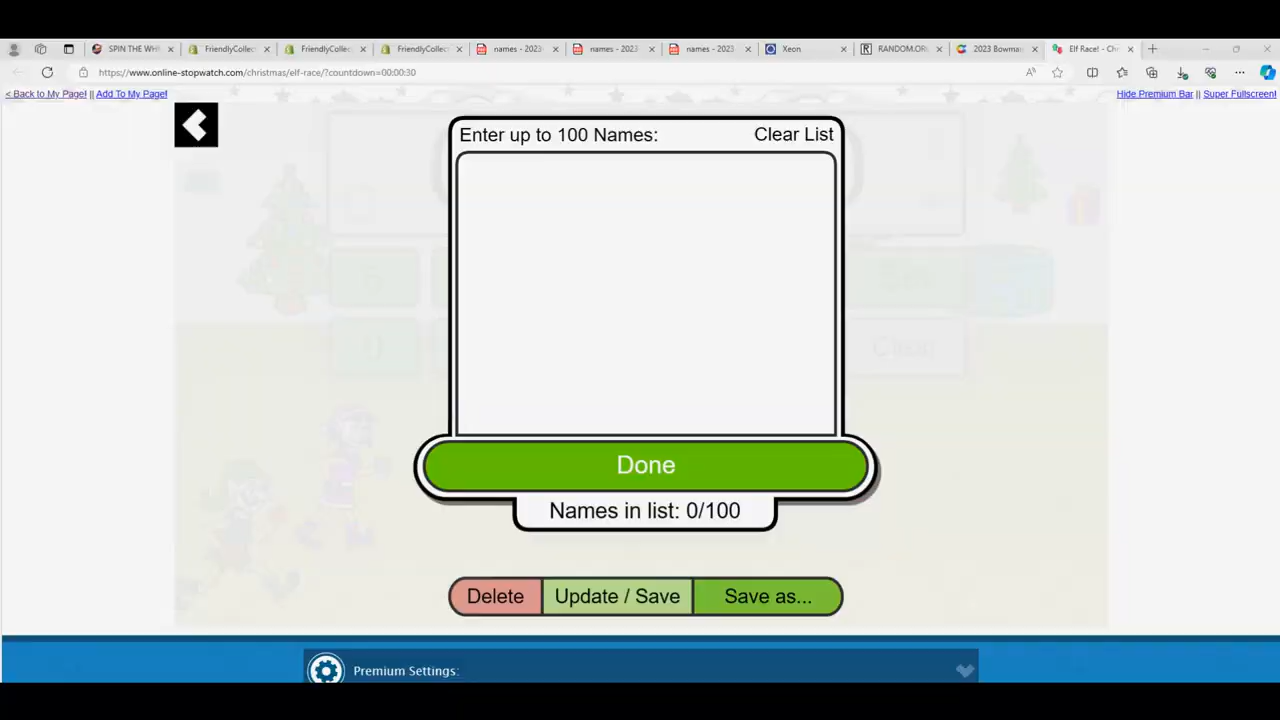 SPIN THE WH
FriendlyCollec
FriendlyCollec
FriendlyCollec
names - 2023
names - 2023
names - 2023
Xeon
RANDOM.OR
2023 Bowma
Elf Race! - Chr
https://www.online-stopwatch.com/christmas/elf-race/?countdown=00:00:30
< Back to My Page! || Add To My Page!
Hide Premium Bar || Super Fullscreen!
Enter up to 100 Names:
Clear List
Done
Names in list: 0/100
Delete
Update / Save
Save as...
Premium Settings: